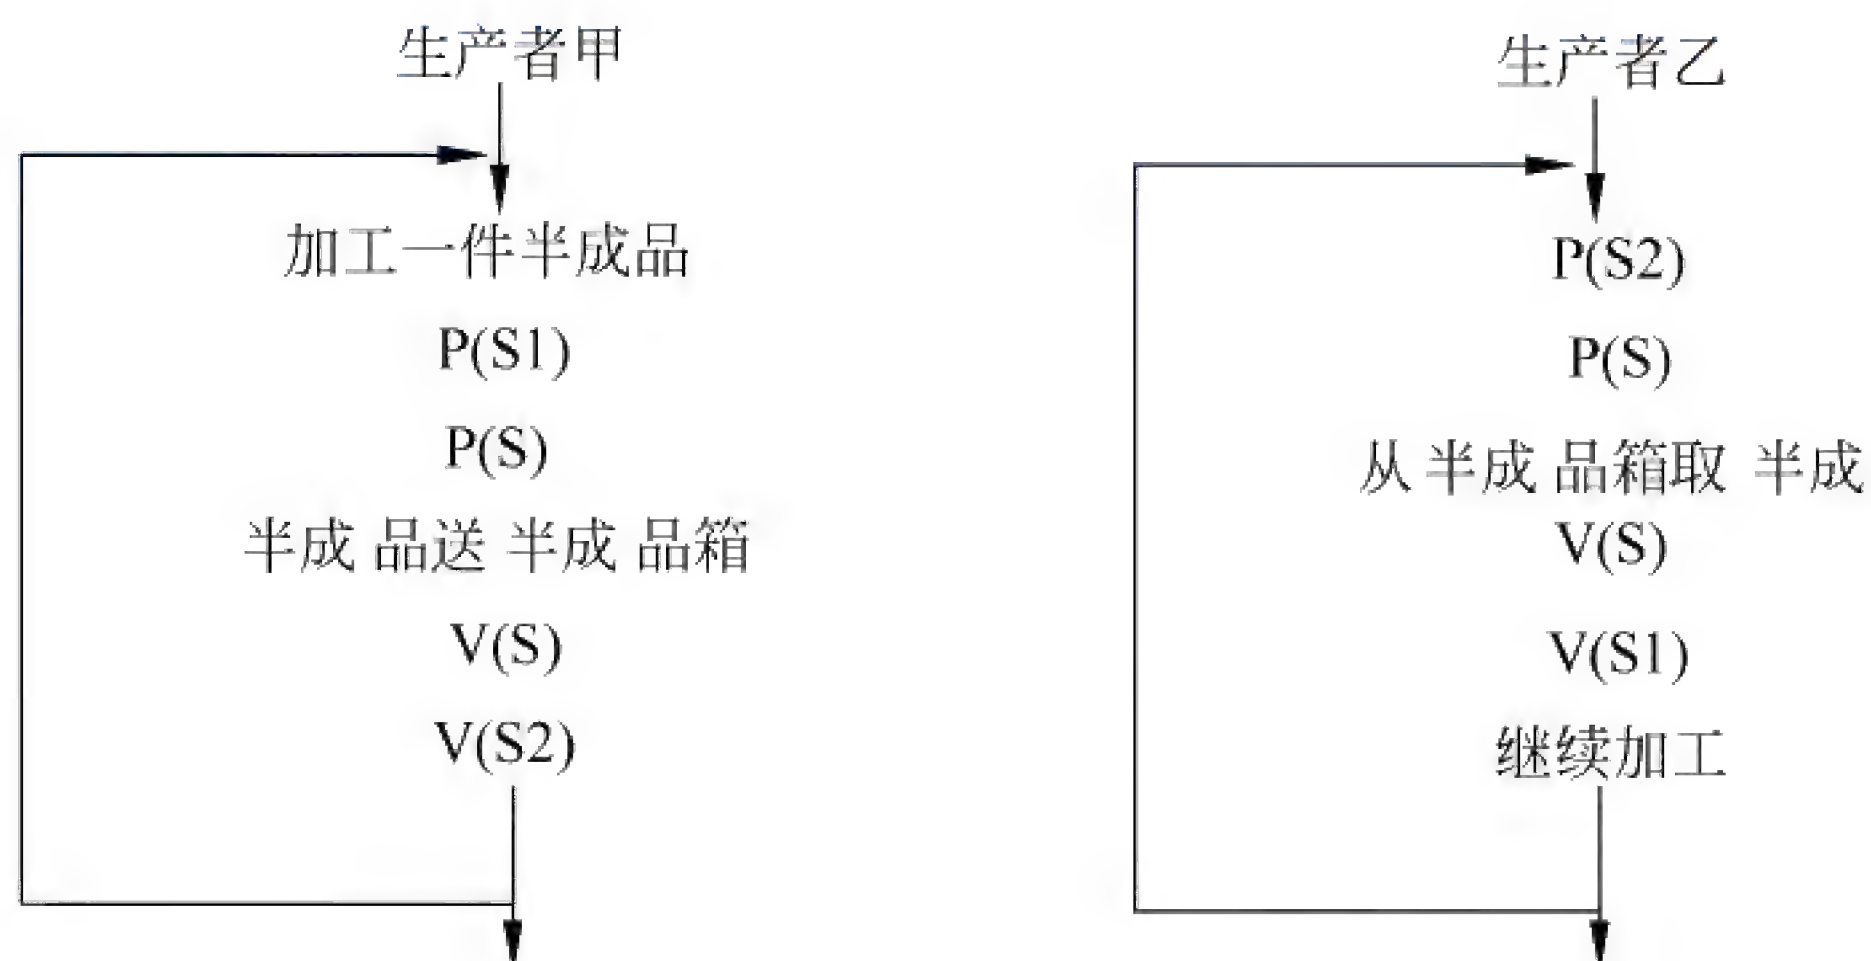 生产者甲
加工一件半成品
P(S1)
P(S)
半成品送半成品箱
V(S)
V(S2)
生产者乙
P(S2)
P(S)
从半成品箱取半成
V(S)
V(S1)
继续加工